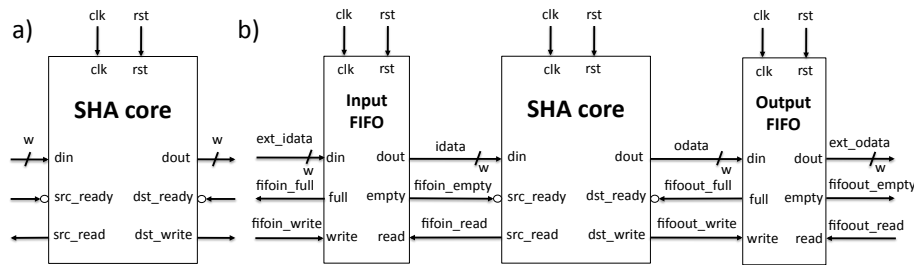 a)
clk rst
clk rst
SHA core
w
w
din dout
src_ready dst_ready
src_read dst_write
b)
clk rst
clk rst
Input
FIFO
ext_idata
w
din dout
fifoin_full
full empty
fifoin_write
write read
idata
w
fifoin_empty
fifoin_read
clk rst
clk rst
SHA core
din dout
src_ready dst_ready
src_read dst_write
odata
w
fifoout_full
fifoout_write
clk rst
clk rst
Output
FIFO
din dout
full empty
write read
ext_odata
w
fifoout_empty
fifoout_read